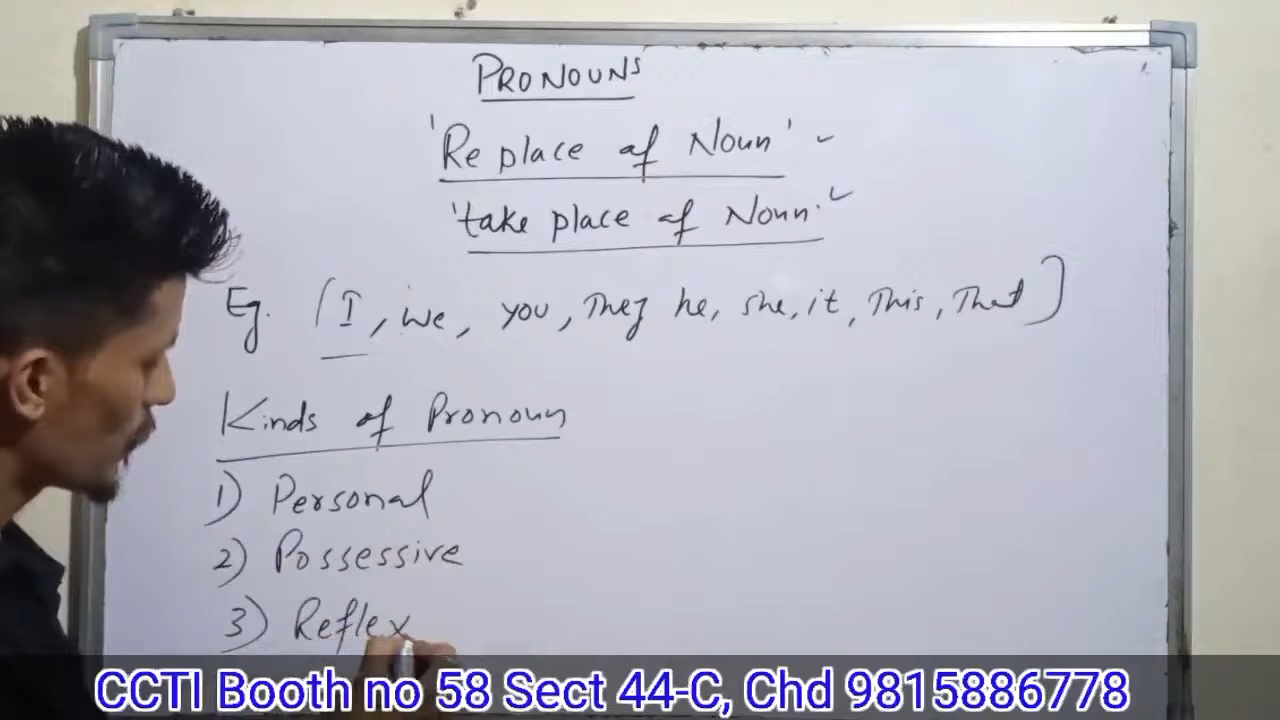 PRONOUNS
'Replace of Noun'
'take place of Noun.'
Eg. (I, we, you, They he, she, it, This, That)
Kinds of Pronoun
1) Personal
2) Possessive
3) Reflex
CCTI Booth no 58 Sect 44-C, Chd 9815886778